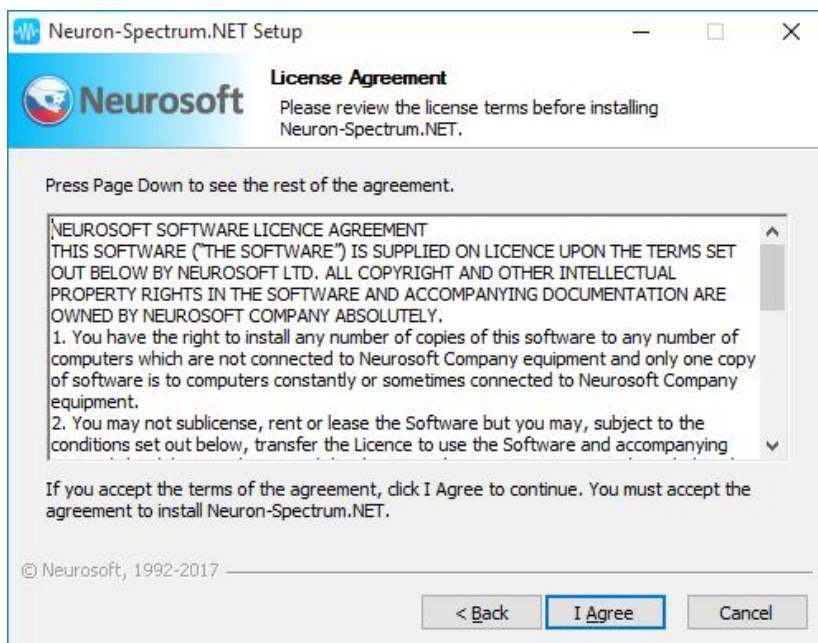 Neuron-Spectrum.NET Setup
Neurosoft
License Agreement
Please review the license terms before installing
Neuron-Spectrum.NET.
Press Page Down to see the rest of the agreement.
NEUROSOFT SOFTWARE LICENCE AGREEMENT
THIS SOFTWARE ("THE SOFTWARE") IS SUPPLIED ON LICENCE UPON THE TERMS SET
OUT BELOW BY NEUROSOFT LTD. ALL COPYRIGHT AND OTHER INTELLECTUAL
PROPERTY RIGHTS IN THE SOFTWARE AND ACCOMPANYING DOCUMENTATION ARE
OWNED BY NEUROSOFT COMPANY ABSOLUTELY.
1. You have the right to install any number of copies of this software to any number of
computers which are not connected to Neurosoft Company equipment and only one copy
of software is to computers constantly or sometimes connected to Neurosoft Company
equipment.
2. You may not sublicense, rent or lease the Software but you may, subject to the
conditions set out below, transfer the Licence to use the Software and accompanying
If you accept the terms of the agreement, click I Agree to continue. You must accept the
agreement to install Neuron-Spectrum.NET.
© Neurosoft, 1992-2017
< Back
I Agree
Cancel